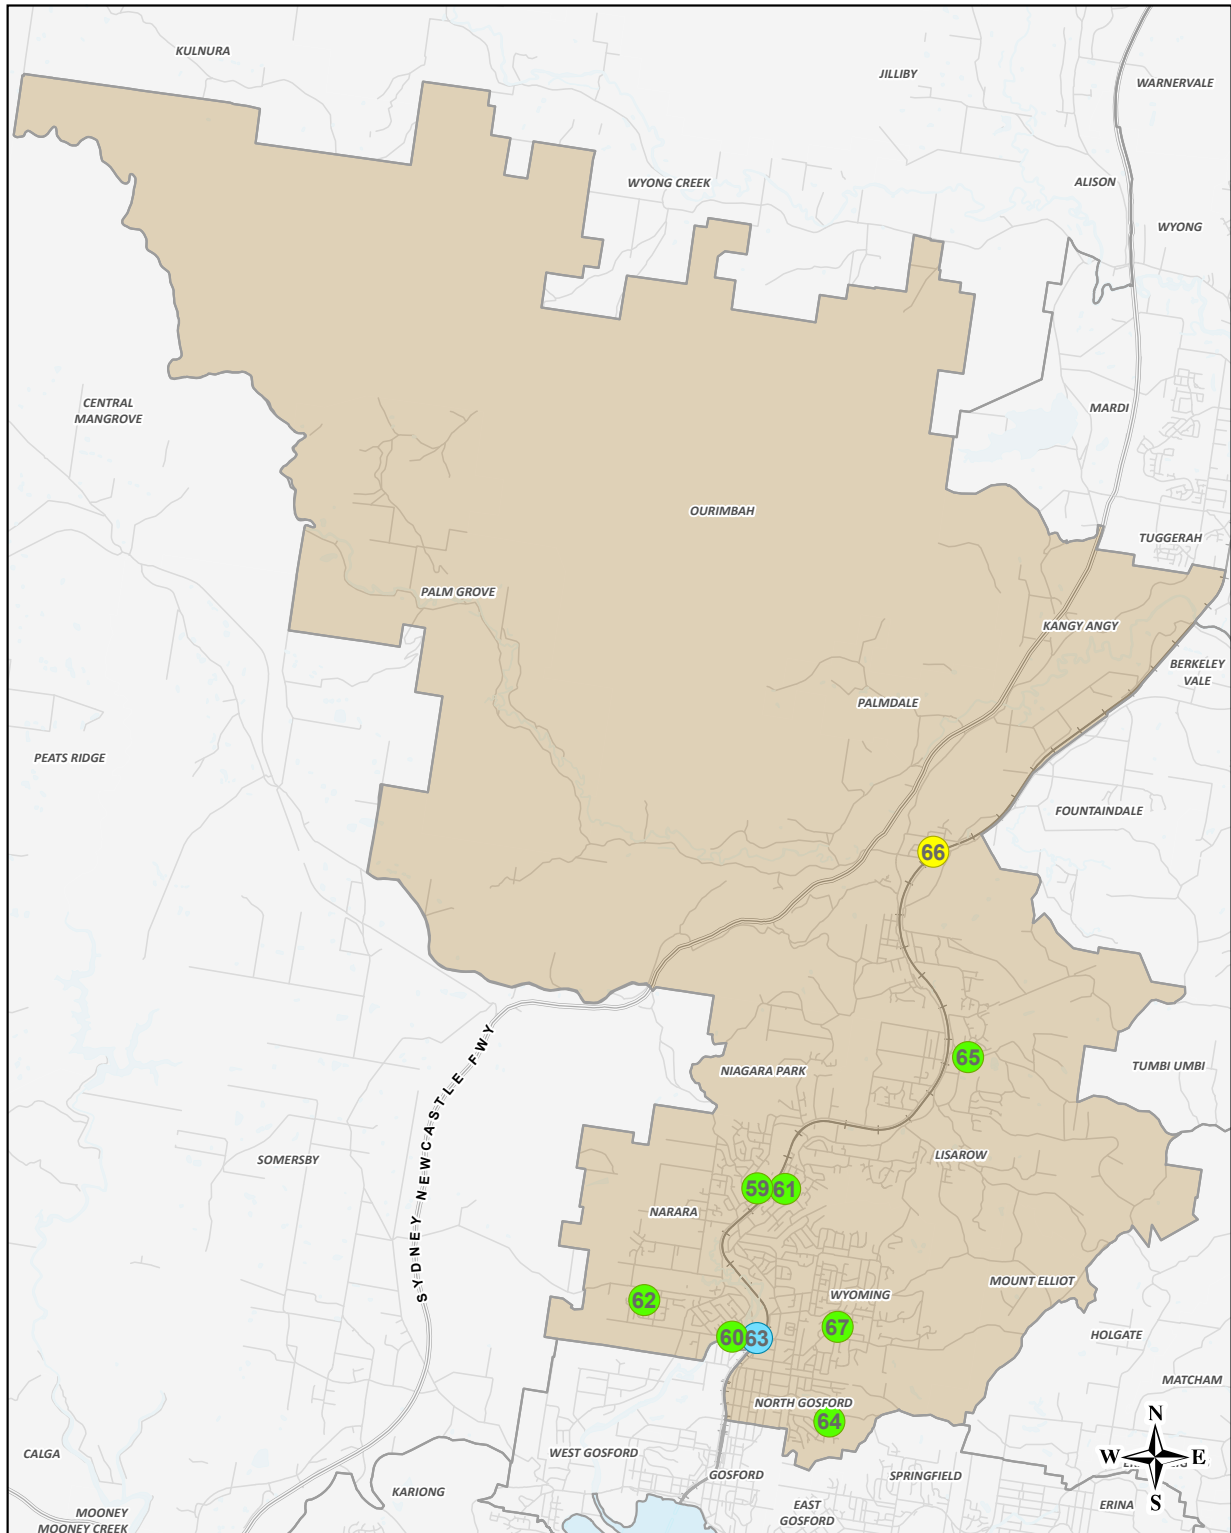 KULNURA
JILLIBY
WARNERVALE
WYONG CREEK
ALISON
WYONG
CENTRAL
MANGROVE
MARDI
OURIMBAH
TUGGERAH
PALM GROVE
KANGY ANGY
BERKELEY
VALE
PALMDALE
PEATS RIDGE
FOUNTAINDALE
66
SYDNEY NEWCASTLE FWY
65
NIAGARA PARK
TUMBI UMBI
SOMERSBY
LISAROW
59
61
NARARA
MOUNT ELLIOT
62
WYOMING
67
HOLGATE
60
63
MATCHAM
NORTH GOSFORD
64
N
W
E
S
CALGA
WEST GOSFORD
GOSFORD
SPRINGFIELD
KARIONG
EAST
GOSFORD
ERINA
MOONEY
MOONEY CREEK